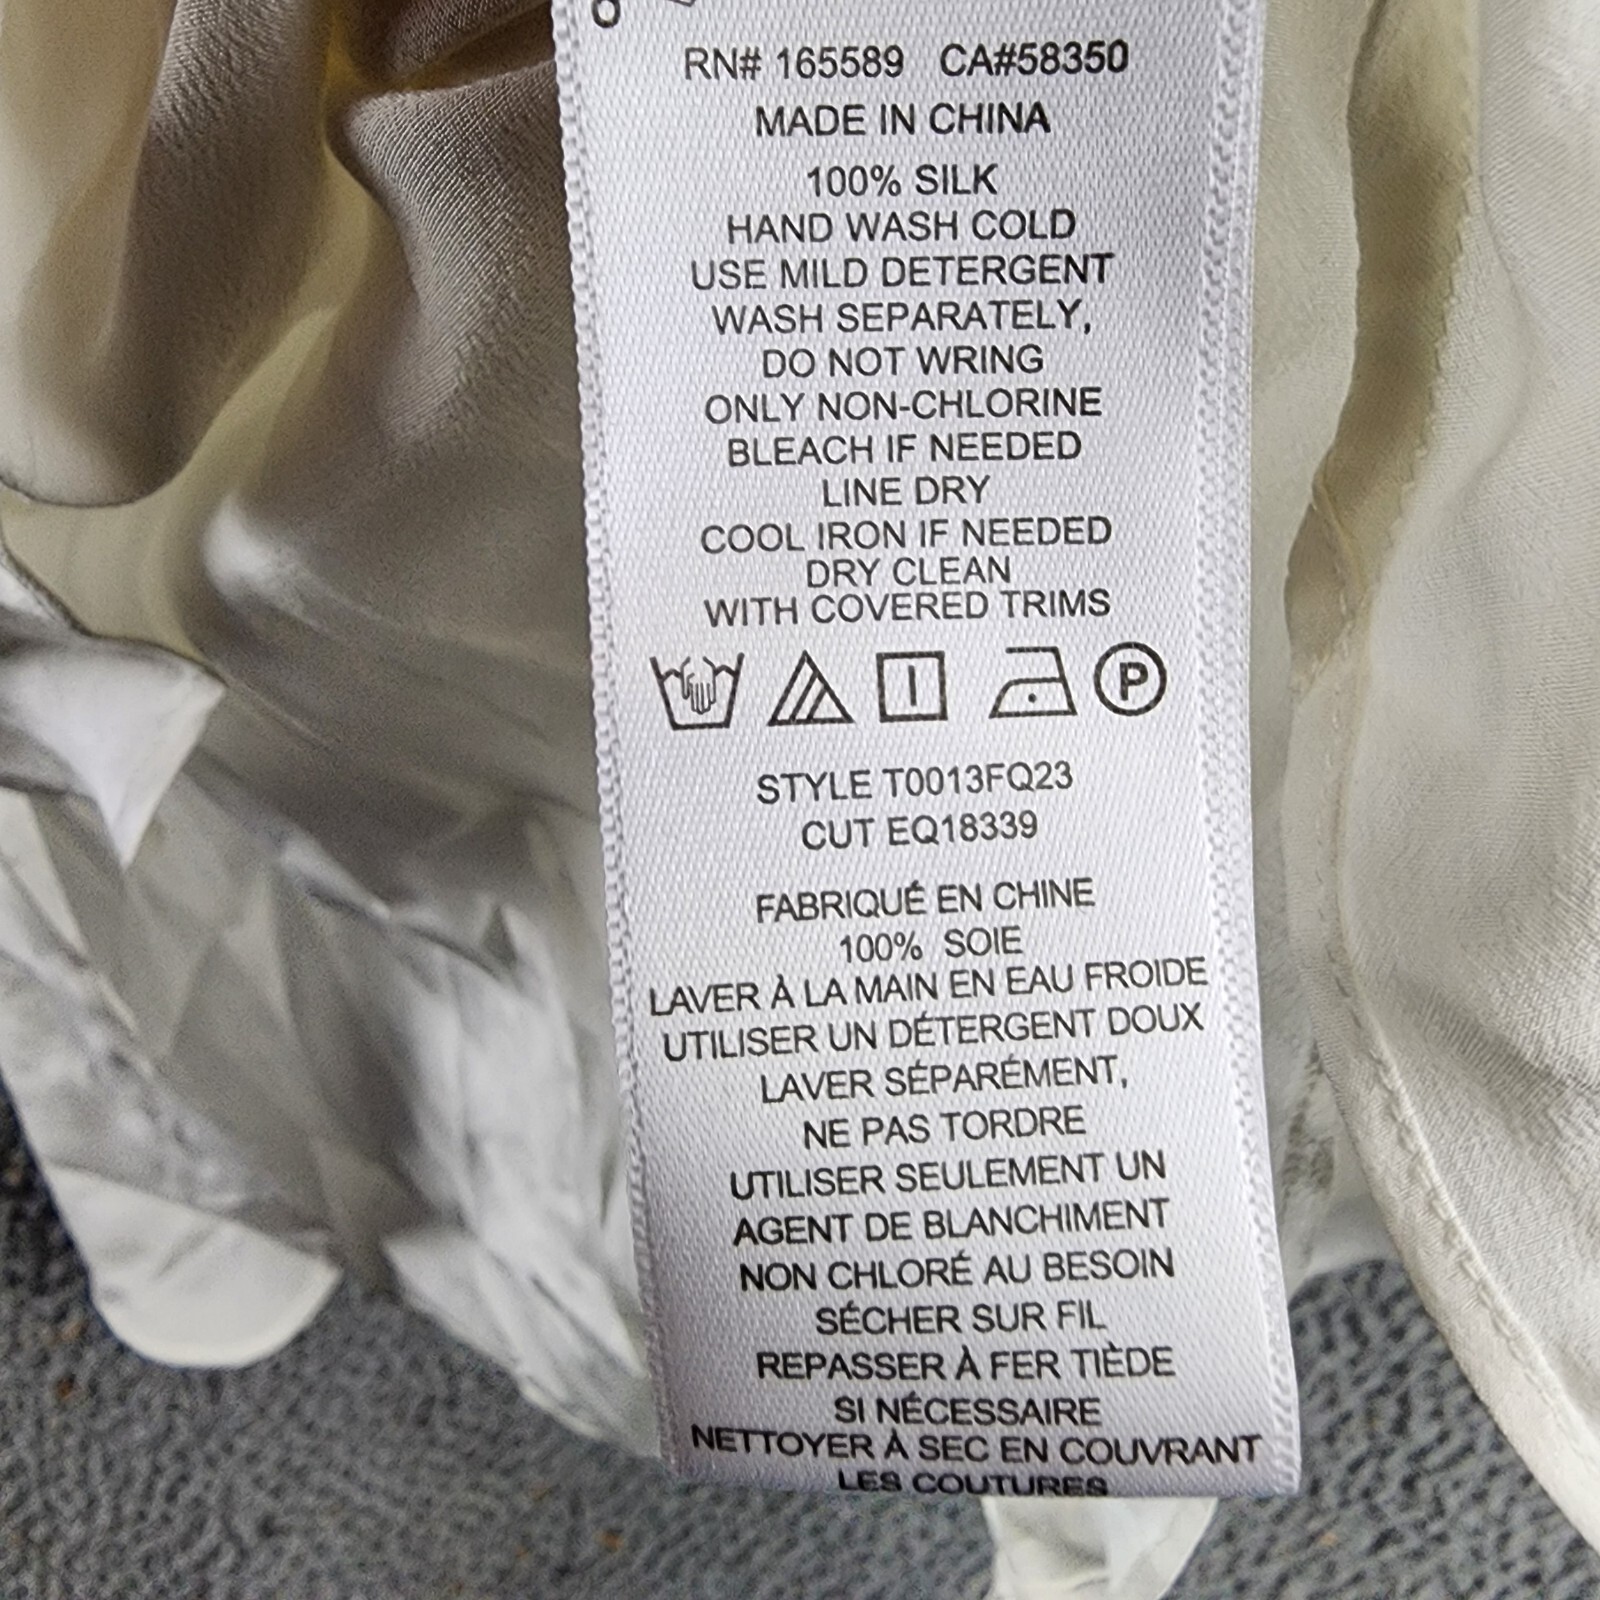 RN# 165589 CA#58350
MADE IN CHINA
100% SILK
HAND WASH COLD
USE MILD DETERGENT
WASH SEPARATELY,
DO NOT WRING
ONLY NON-CHLORINE
BLEACH IF NEEDED
LINE DRY
COOL IRON IF NEEDED
DRY CLEAN
WITH COVERED TRIMS
P
STYLE T0013FQ23
CUT EQ18339
FABRIQUÉ EN CHINE
100% SOIE
LAVER À LA MAIN EN EAU FROIDE
UTILISER UN DÉTERGENT DOUX
LAVER SÉPARÉMENT,
NE PAS TORDRE
UTILISER SEULEMENT UN
AGENT DE BLANCHIMENT
NON CHLORÉ AU BESOIN
SÉCHER SUR FIL
REPASSER À FER TIÈDE
SI NÉCESSAIRE
NETTOYER À SEC EN COUVRANT
LES COUTURES